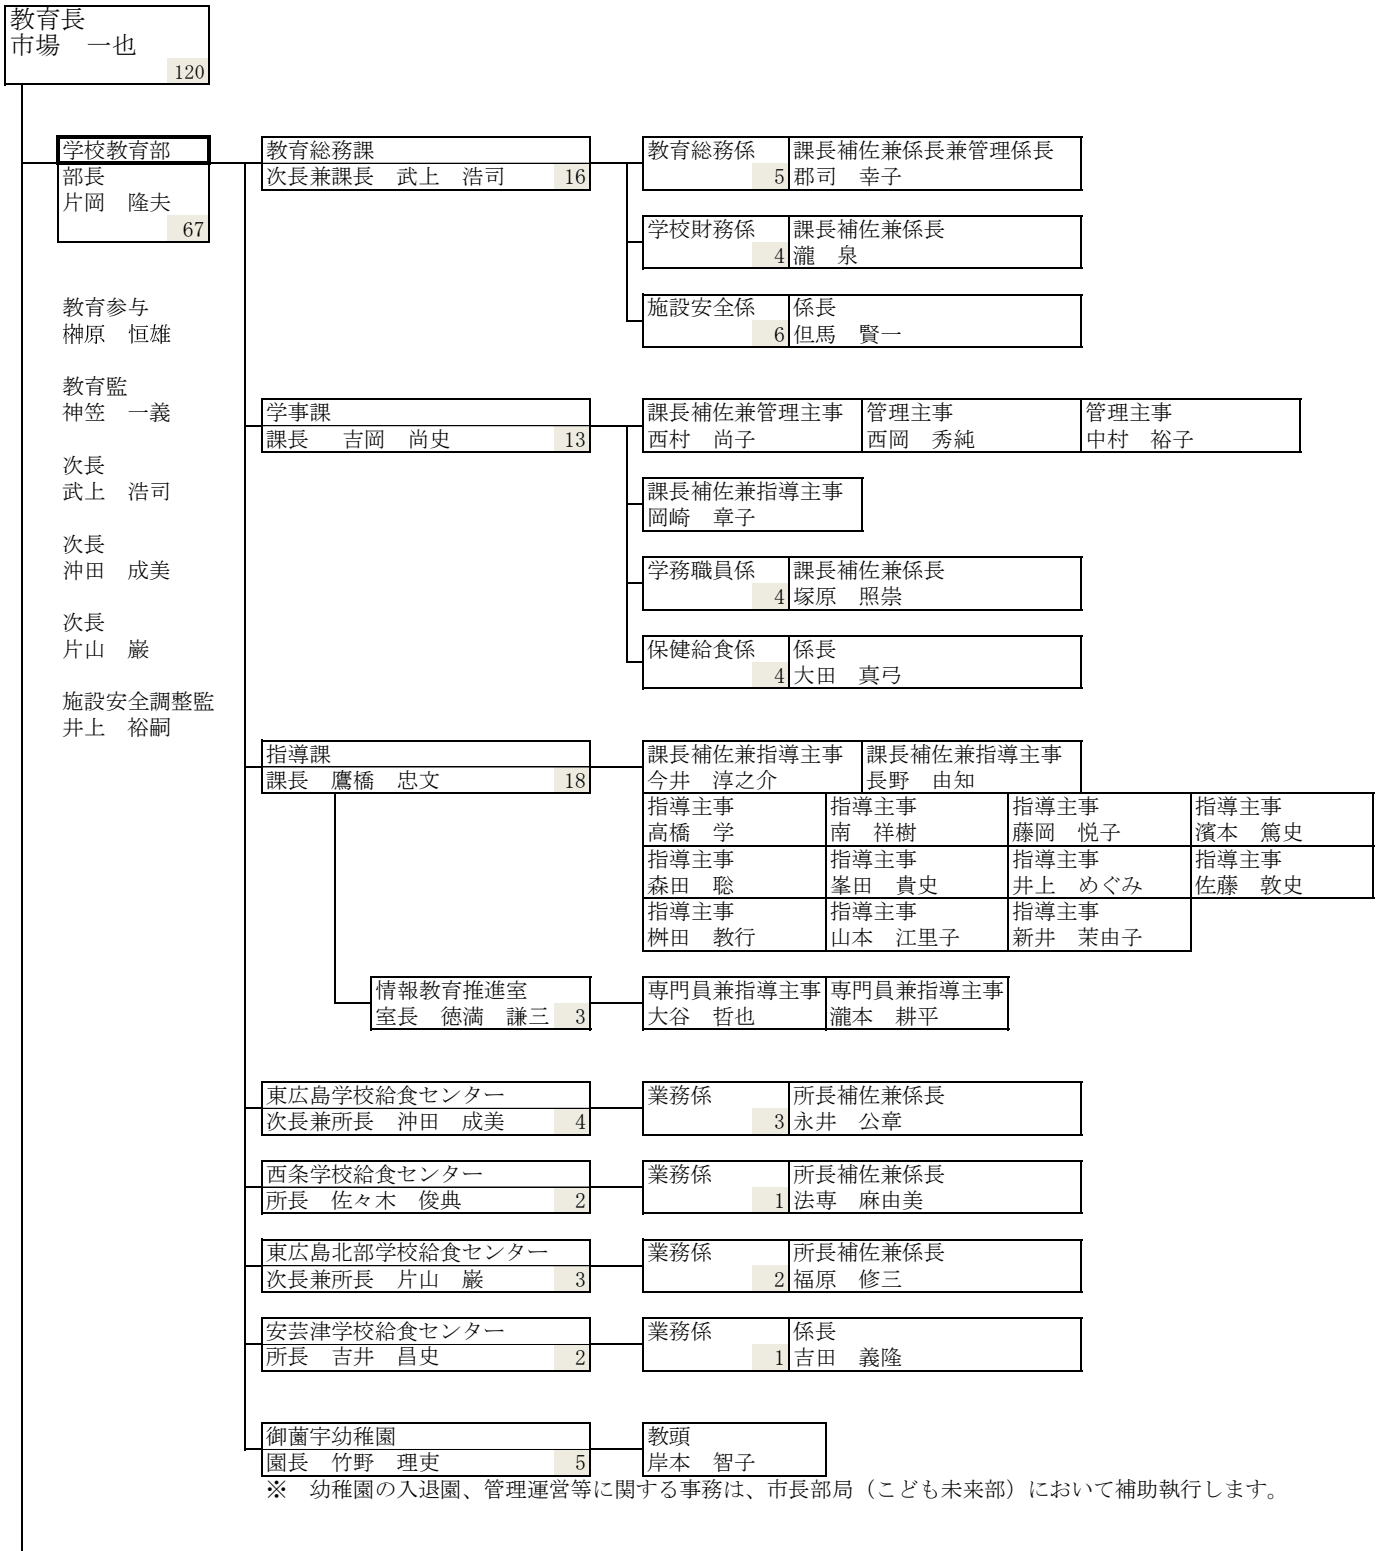 教育長
市場　一也
120
学校教育部
部長
片岡　隆夫
67
教育参与
榊原　恒雄
教育監
神笠　一義
次長
武上　浩司
次長
沖田　成美
次長
片山　巌
施設安全調整監
井上　裕嗣
教育総務課
次長兼課長　武上　浩司　16
教育総務係　課長補佐兼係長兼管理係長
5　郡司　幸子
学校財務係　課長補佐兼係長
4　瀧　泉
施設安全係　係長
6　但馬　賢一
学事課
課長　吉岡　尚史　13
課長補佐兼管理主事　管理主事　管理主事
西村　尚子　西岡　秀純　中村　裕子
課長補佐兼指導主事
岡崎　章子
学務職員係　課長補佐兼係長
4　塚原　照崇
保健給食係　係長
4　大田　真弓
指導課
課長　鷹橋　忠文　18
課長補佐兼指導主事　課長補佐兼指導主事
今井　淳之介　長野　由知
指導主事　指導主事　指導主事　指導主事
高橋　学　南　祥樹　藤岡　悦子　濱本　篤史
指導主事　指導主事　指導主事　指導主事
森田　聡　峯田　貴史　井上　めぐみ　佐藤　敦史
指導主事　指導主事　指導主事
桝田　教行　山本　江里子　新井　茉由子
情報教育推進室
室長　徳満　謙三　3
専門員兼指導主事　専門員兼指導主事
大谷　哲也　瀧本　耕平
東広島学校給食センター
次長兼所長　沖田　成美　4
業務係　所長補佐兼係長
3　永井　公章
西条学校給食センター
所長　佐々木　俊典　2
業務係　所長補佐兼係長
1　法専　麻由美
東広島北部学校給食センター
次長兼所長　片山　巌　3
業務係　所長補佐兼係長
2　福原　修三
安芸津学校給食センター
所長　吉井　昌史　2
業務係　係長
1　吉田　義隆
御薗宇幼稚園
園長　竹野　理吏　5
教頭
岸本　智子
※　幼稚園の入退園、管理運営等に関する事務は、市長部局（こども未来部）において補助執行します。